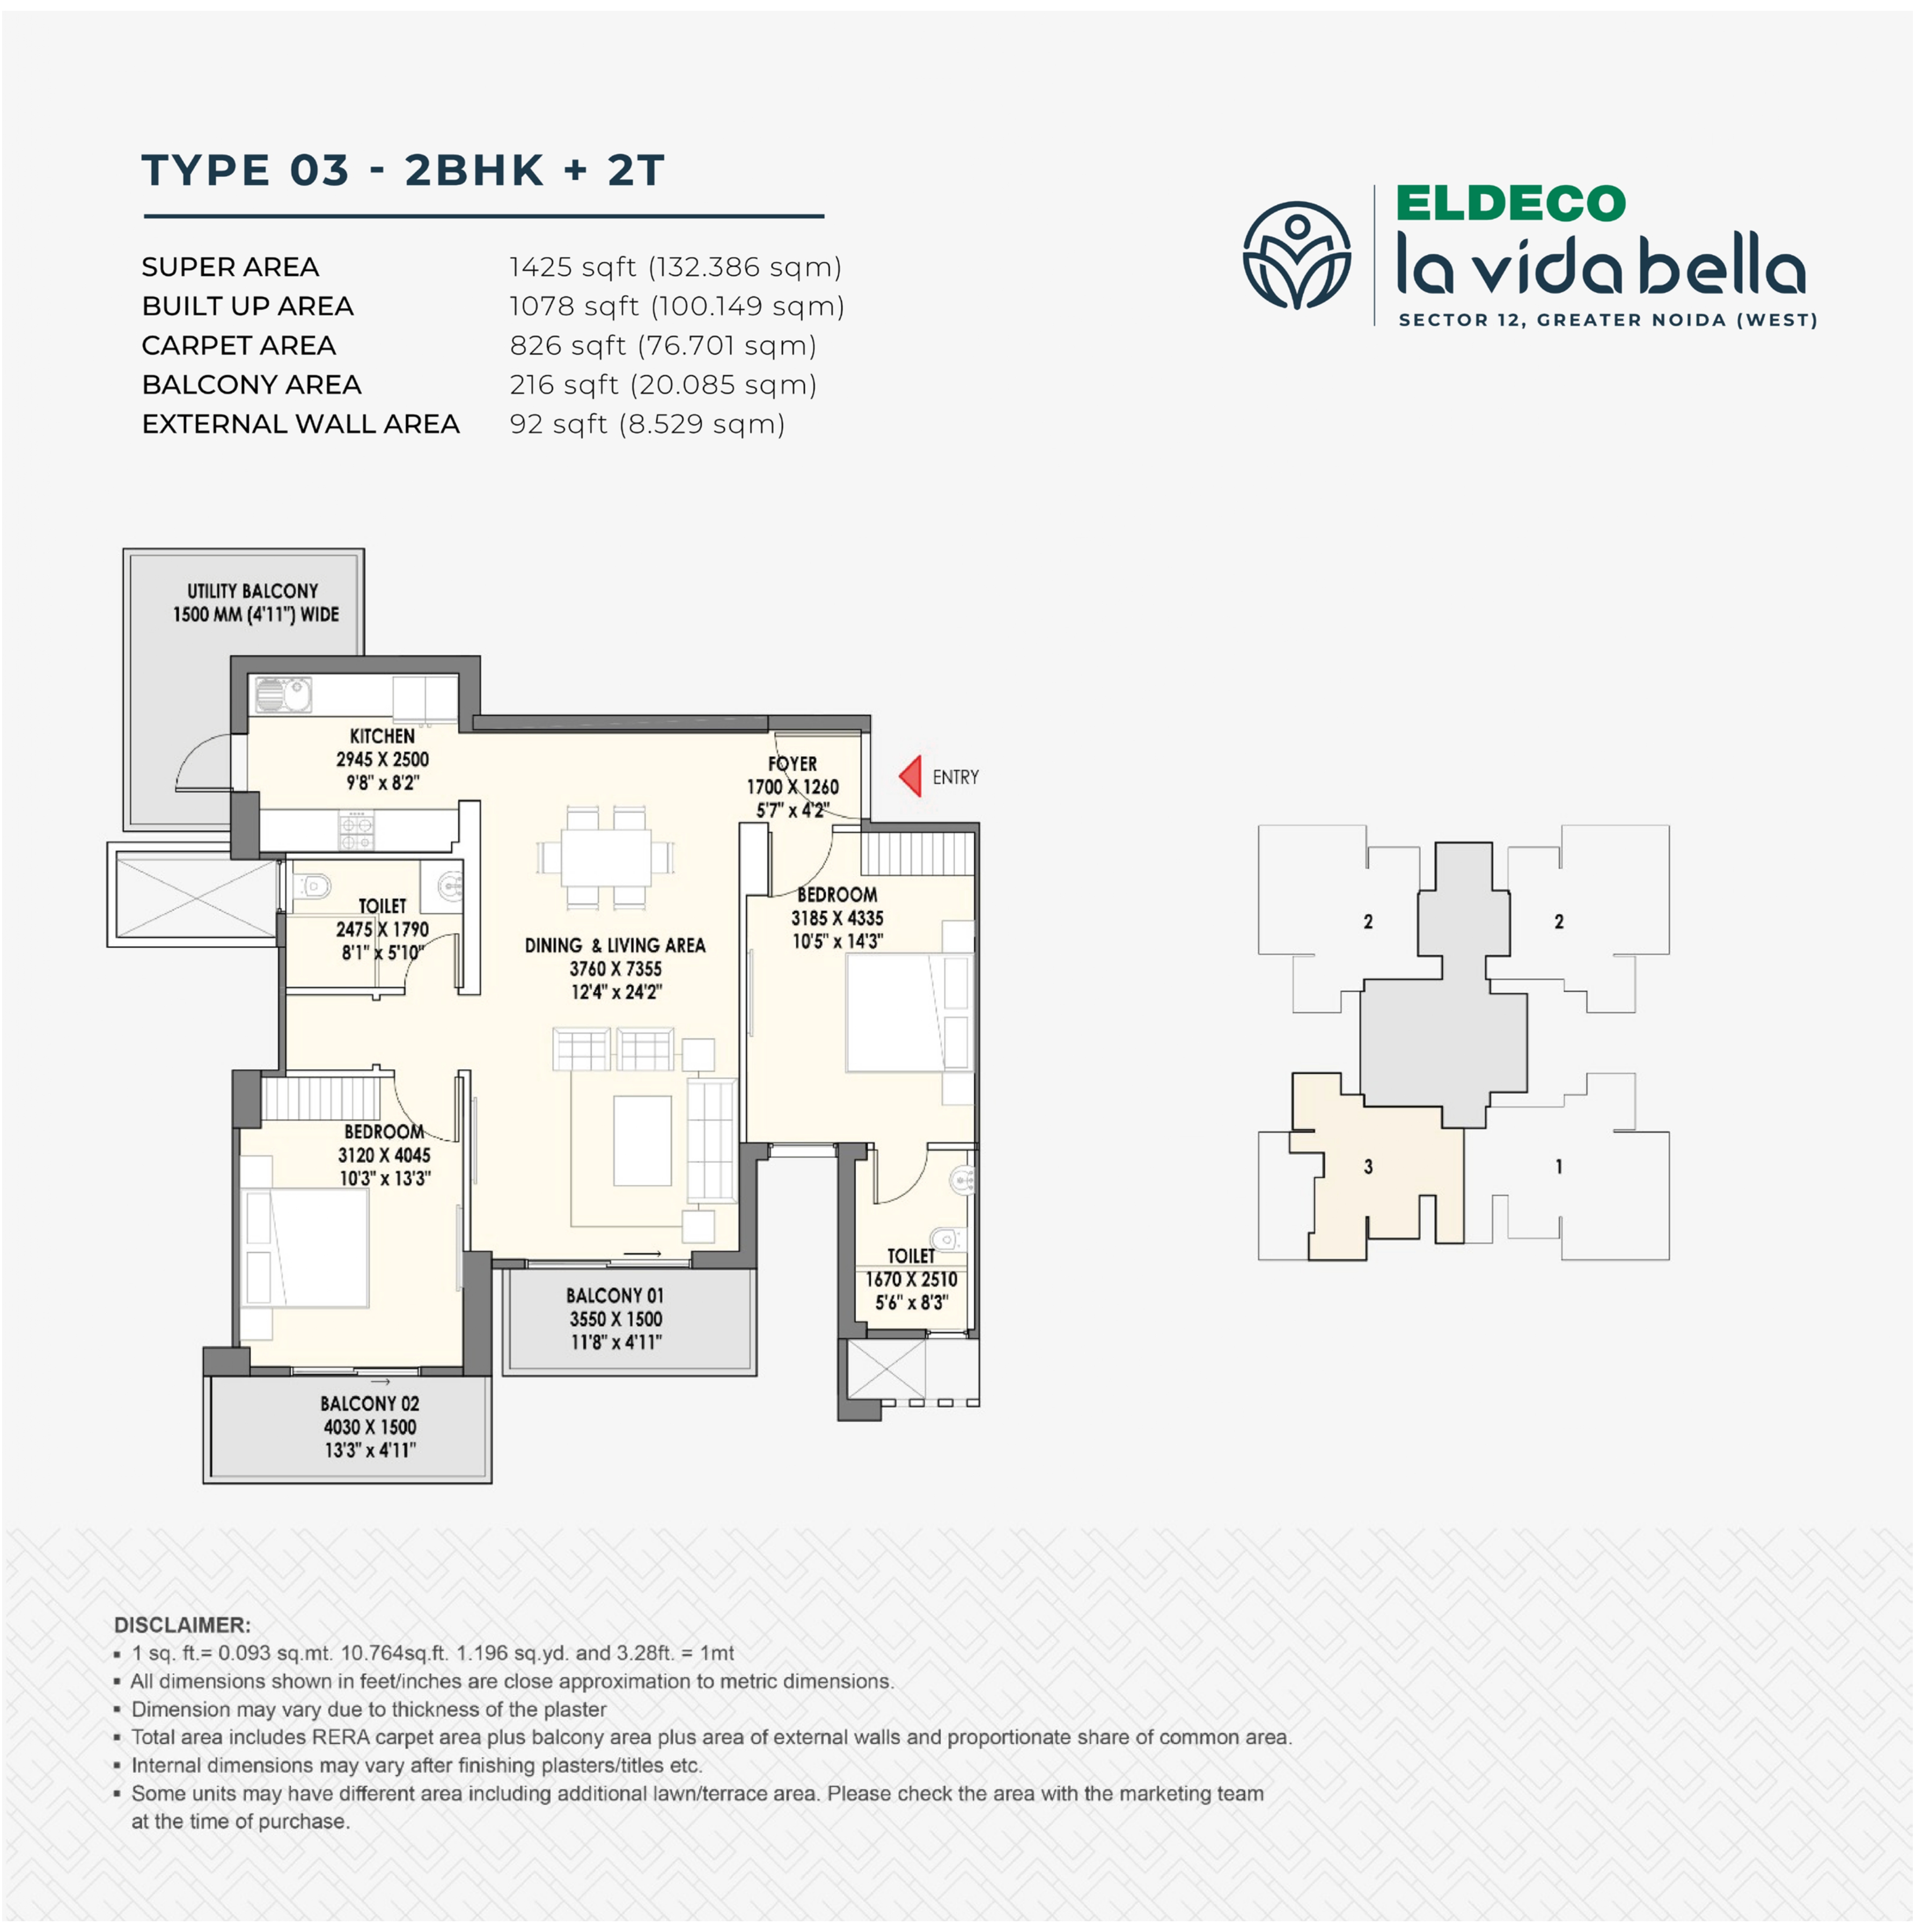 TYPE 03 - 2BHK + 2T
SUPER AREA 1425 sqft (132.386 sqm)
BUILT UP AREA 1078 sqft (100.149 sqm)
CARPET AREA 826 sqft (76.701 sqm)
BALCONY AREA 216 sqft (20.085 sqm)
EXTERNAL WALL AREA 92 sqft (8.529 sqm)
ELDECO
la vida bella
SECTOR 12, GREATER NOIDA (WEST)
UTILITY BALCONY
1500 MM (4'11") WIDE
KITCHEN
2945 X 2500
9'8" x 8'2"
FOYER
1700 X 1260
5'7" x 4'2"
ENTRY
TOILET
2475 X 1790
8'1" x 5'10"
DINING & LIVING AREA
3760 X 7355
12'4" x 24'2"
BEDROOM
3185 X 4335
10'5" x 14'3"
BEDROOM
3120 X 4045
10'3" x 13'3"
TOILET
1670 X 2510
5'6" x 8'3"
BALCONY 01
3550 X 1500
11'8" x 4'11"
BALCONY 02
4030 X 1500
13'3" x 4'11"
2
2
3
1
DISCLAIMER:
▪ 1 sq. ft.= 0.093 sq.mt. 10.764sq.ft. 1.196 sq.yd. and 3.28ft. = 1mt
▪ All dimensions shown in feet/inches are close approximation to metric dimensions.
▪ Dimension may vary due to thickness of the plaster
▪ Total area includes RERA carpet area plus balcony area plus area of external walls and proportionate share of common area.
▪ Internal dimensions may vary after finishing plasters/titles etc.
▪ Some units may have different area including additional lawn/terrace area. Please check the area with the marketing team
at the time of purchase.